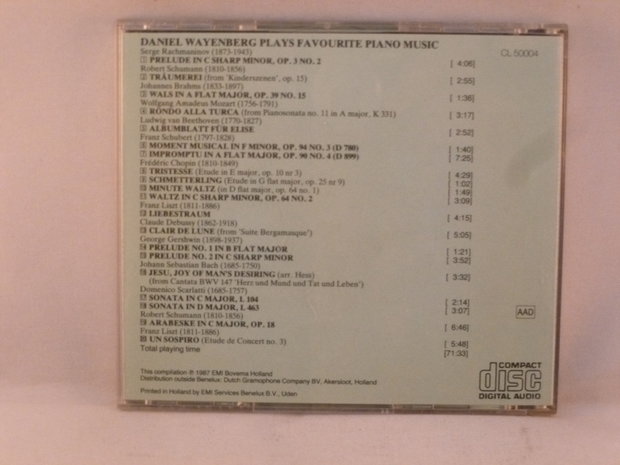 DANIEL WAYENBERG PLAYS FAVOURITE PIANO MUSIC
CL 50004
Serge Rachmaninov (1873-1943)
1 PRELUDE IN C SHARP MINOR, OP. 3 NO. 2 [ 4:06]
Robert Schumann (1810-1856)
2 TRÄUMEREI (from 'Kinderszenen', op. 15) [ 2:55]
Johannes Brahms (1833-1897)
3 WALS IN A FLAT MAJOR, OP. 39 NO. 15 [ 1:36]
Wolfgang Amadeus Mozart (1756-1791)
4 RONDO ALLA TURCA (from Pianosonata no. 11 in A major, K 331) [ 3:17]
Ludwig van Beethoven (1770-1827)
5 ALBUMBLATT FÜR ELISE [ 2:52]
Franz Schubert (1797-1828)
6 MOMENT MUSICAL IN F MINOR, OP. 94 NO. 3 (D 780) [ 1:40]
7 IMPROMPTU IN A FLAT MAJOR, OP. 90 NO. 4 (D 899) [ 7:25]
Frédéric Chopin (1810-1849)
8 TRISTESSE (Etude in E major, op. 10 nr 3) [ 4:29]
9 SCHMETTERLING (Etude in G flat major, op. 25 nr 9) [ 1:02]
MINUTE WALTZ (in D flat major, op. 64 no. 1) [ 1:49]
WALTZ IN C SHARP MINOR, OP. 64 NO. 2 [ 3:09]
Franz Liszt (1811-1886)
LIEBESTRAUM [ 4:15]
Claude Debussy (1862-1918)
CLAIR DE LUNE (from 'Suite Bergamasque') [ 5:05]
George Gershwin (1898-1937)
PRELUDE NO. 1 IN B FLAT MAJOR [ 1:21]
PRELUDE NO. 2 IN C SHARP MINOR [ 3:52]
Johann Sebastian Bach (1685-1750)
JESU, JOY OF MAN'S DESIRING (arr. Hess) [ 3:32]
(from Cantata BWV 147 'Herz und Mund und Tat und Leben')
Domenico Scarlatti (1685-1757)
SONATA IN C MAJOR, L 104 [ 2:14]
SONATA IN D MAJOR, L 463 [ 3:07]
Robert Schumann (1810-1856)
ARABESKE IN C MAJOR, OP. 18 [ 6:46]
Franz Liszt (1811-1886)
UN SOSPIRO (Etude de Concert no. 3) [ 5:48]
Total playing time [71:33]
AAD
This compilation ℗ 1987 EMI Bovema Holland
Distribution outside Benelux: Dutch Gramophone Company BV, Akersloot, Holland
Printed in Holland by EMI Services Benelux B.V., Uden
COMPACT
disc
DIGITAL AUDIO